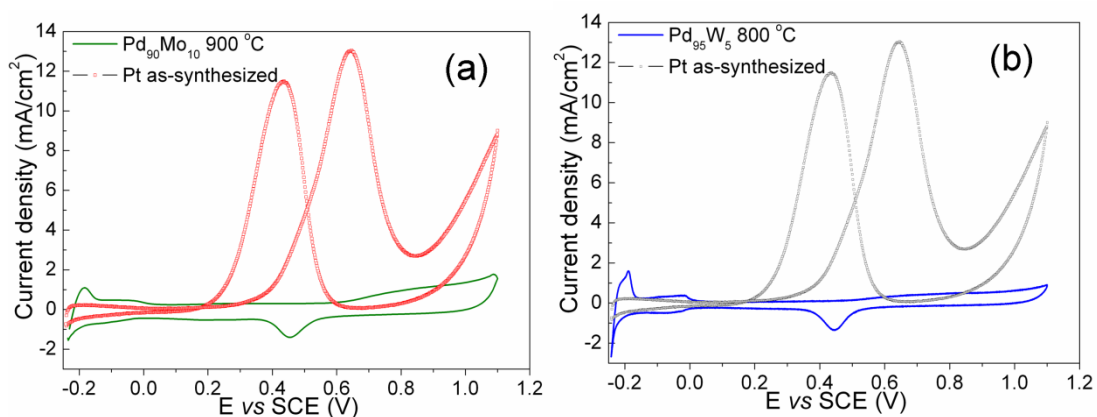 14
12
10
8
6
4
2
0
-2
Current density (mA/cm²)
Pd₉₀Mo₁₀ 900 °C
Pt as-synthesized
(a)
-0.2 0.0 0.2 0.4 0.6 0.8 1.0 1.2
E vs SCE (V)
14
12
10
8
6
4
2
0
-2
Current density (mA/cm²)
Pd₉₅W₅ 800 °C
Pt as-synthesized
(b)
-0.2 0.0 0.2 0.4 0.6 0.8 1.0 1.2
E vs SCE (V)